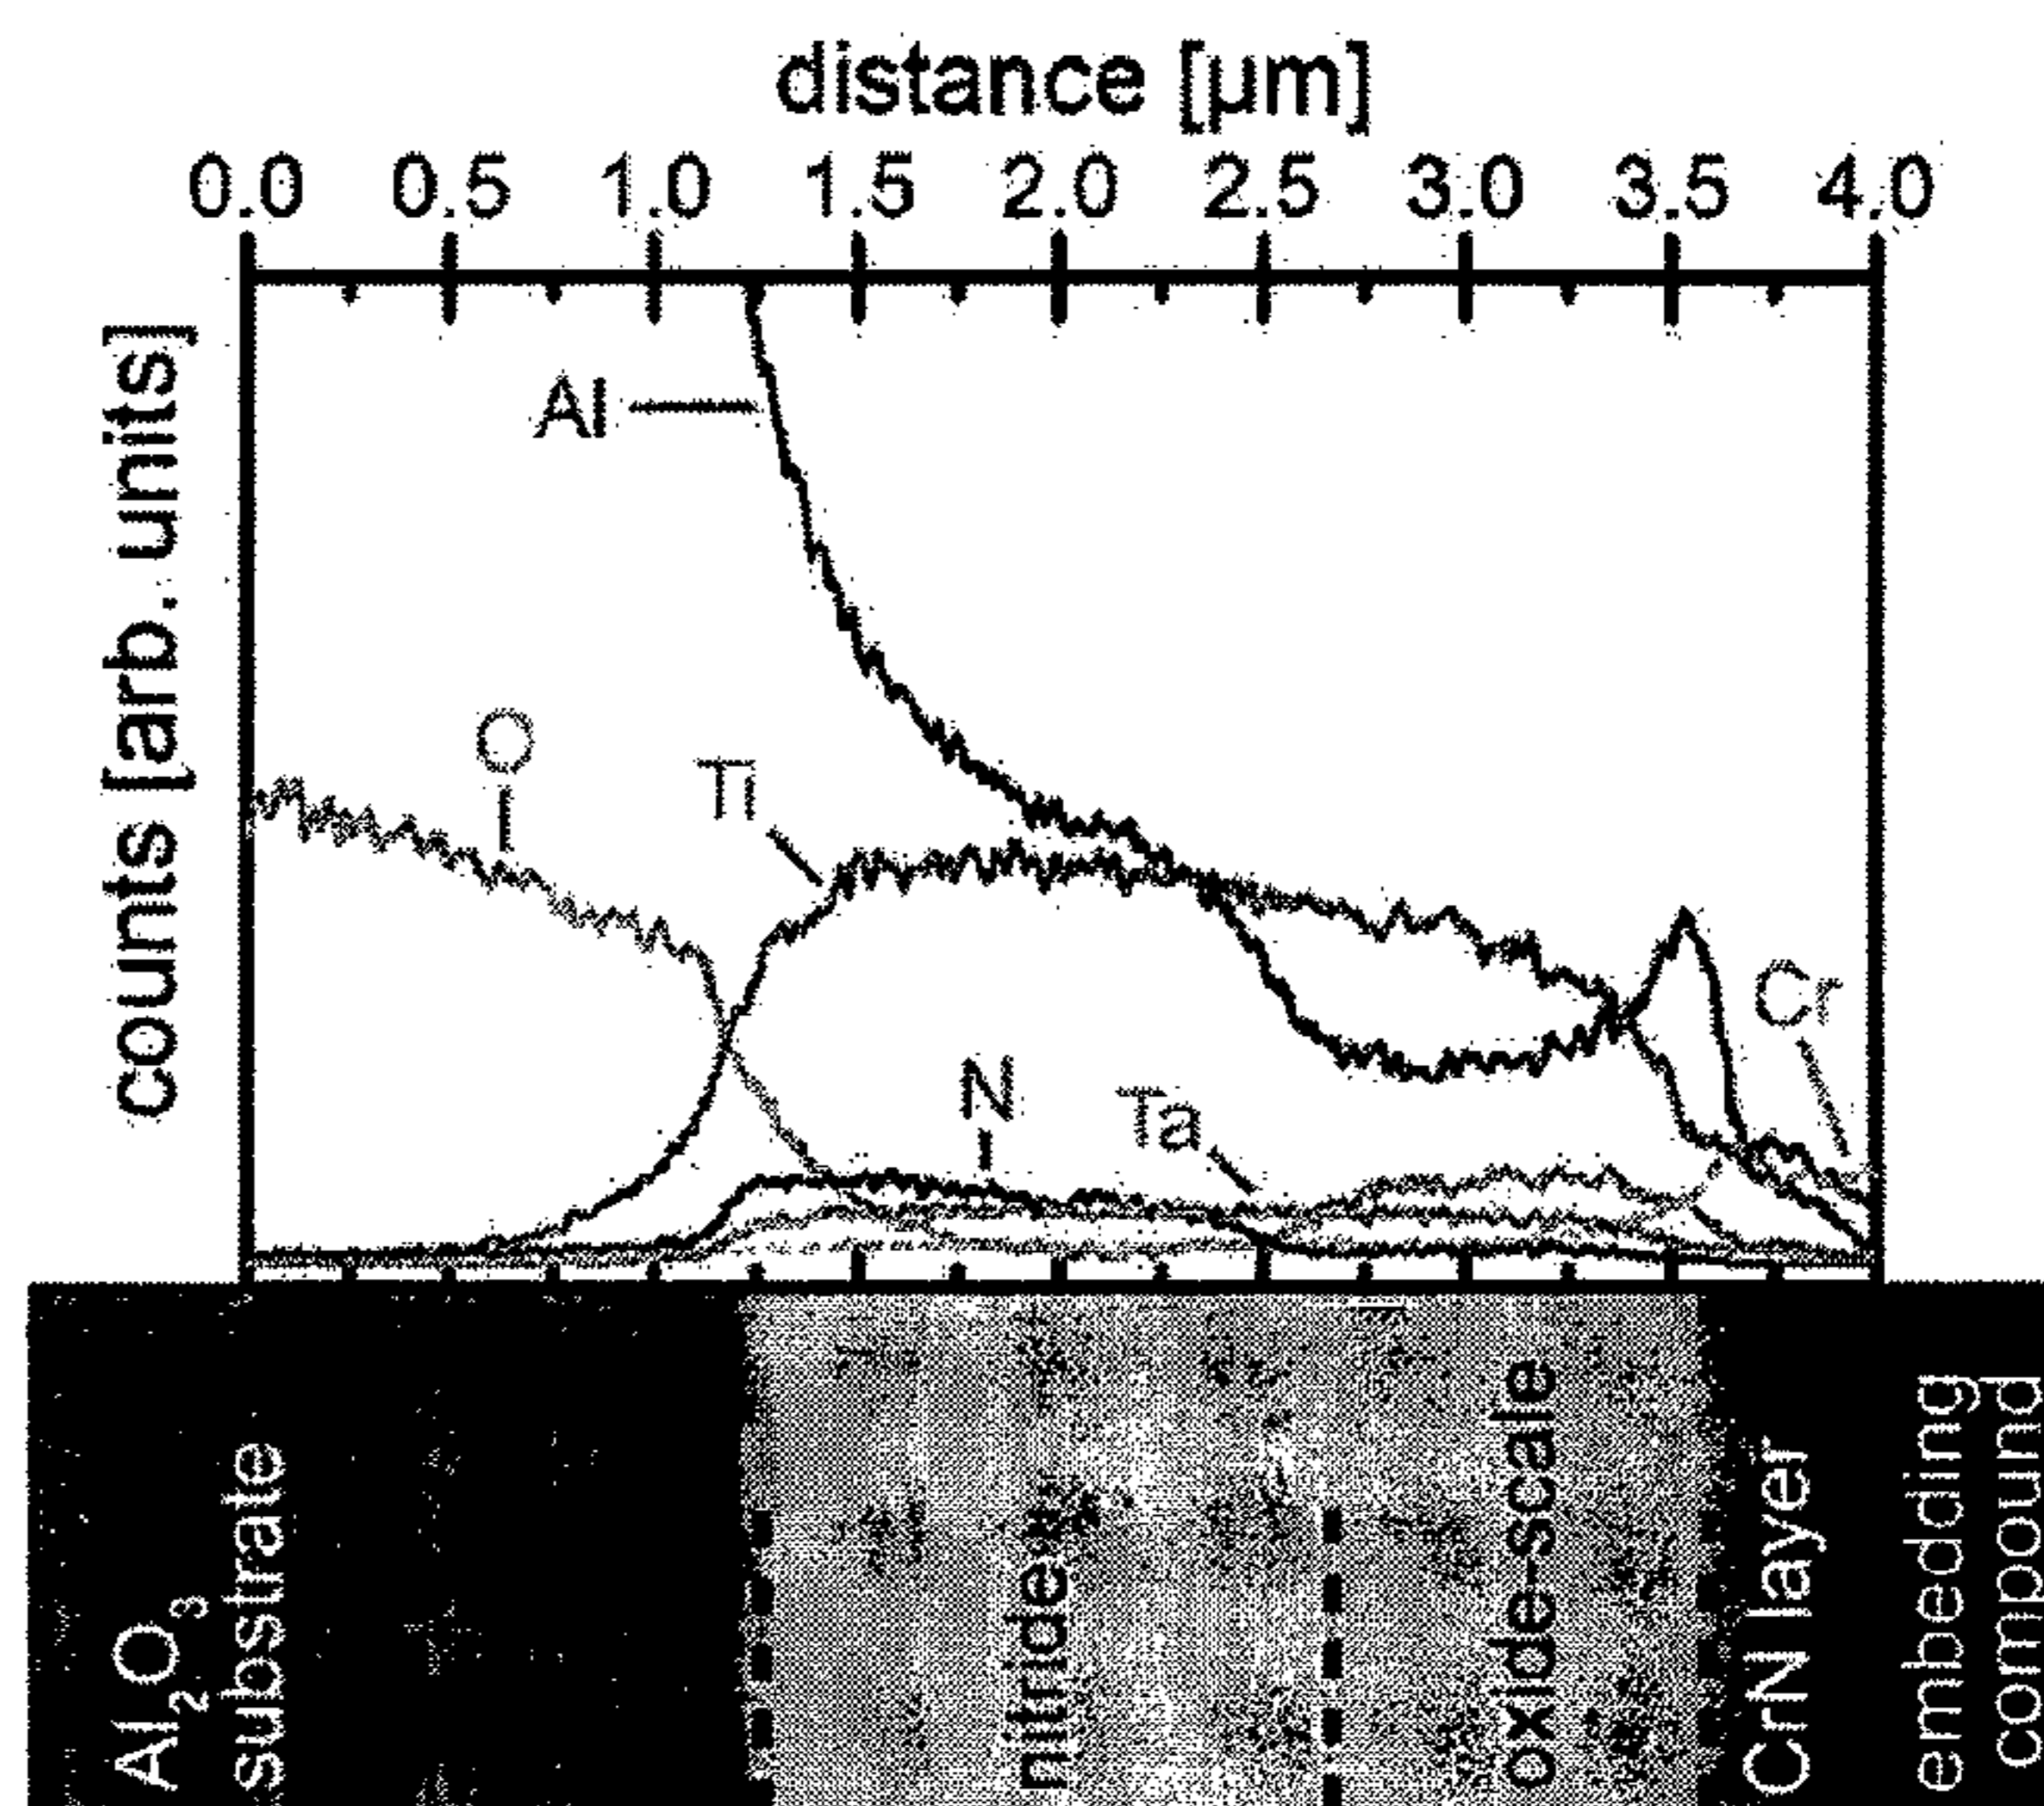 distance [µm]
0.0 0.5 1.0 1.5 2.0 2.5 3.0 3.5 4.0
counts [arb. units]
Al
O
Ti
N
Ta
Cr
Al₂O₃
substrate
nitride
oxide-scale
CrN layer
embedding
compound